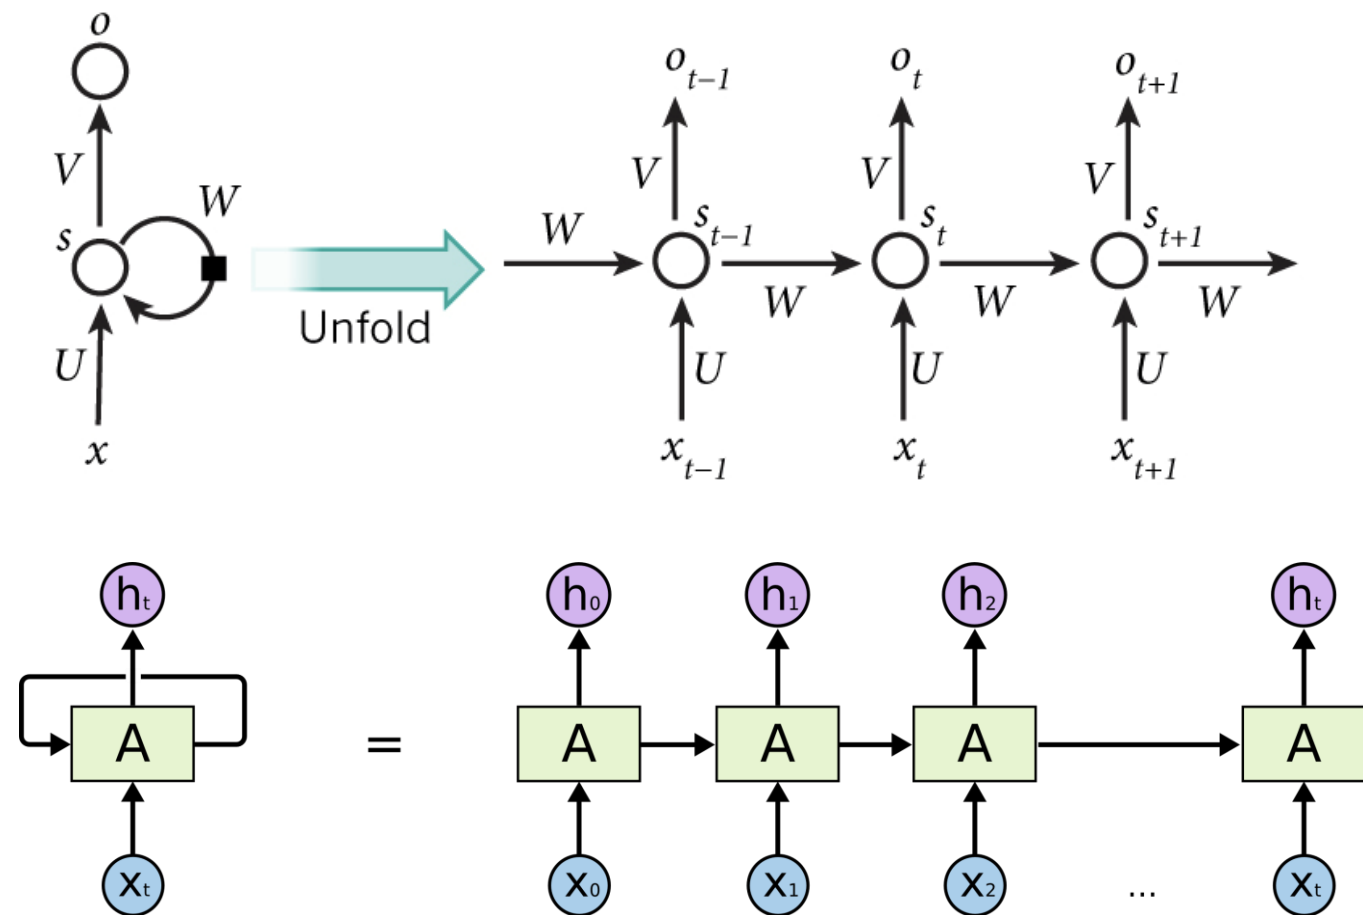 o
o t–1 o t o t+1
V V V V
W
s W s t–1 s t s t+1
W W W
Unfold
U U U U
x x t–1 x t x t+1
h t h 0 h 1 h 2 h t
A = A A A A
x t x 0 x 1 x 2 ... x t